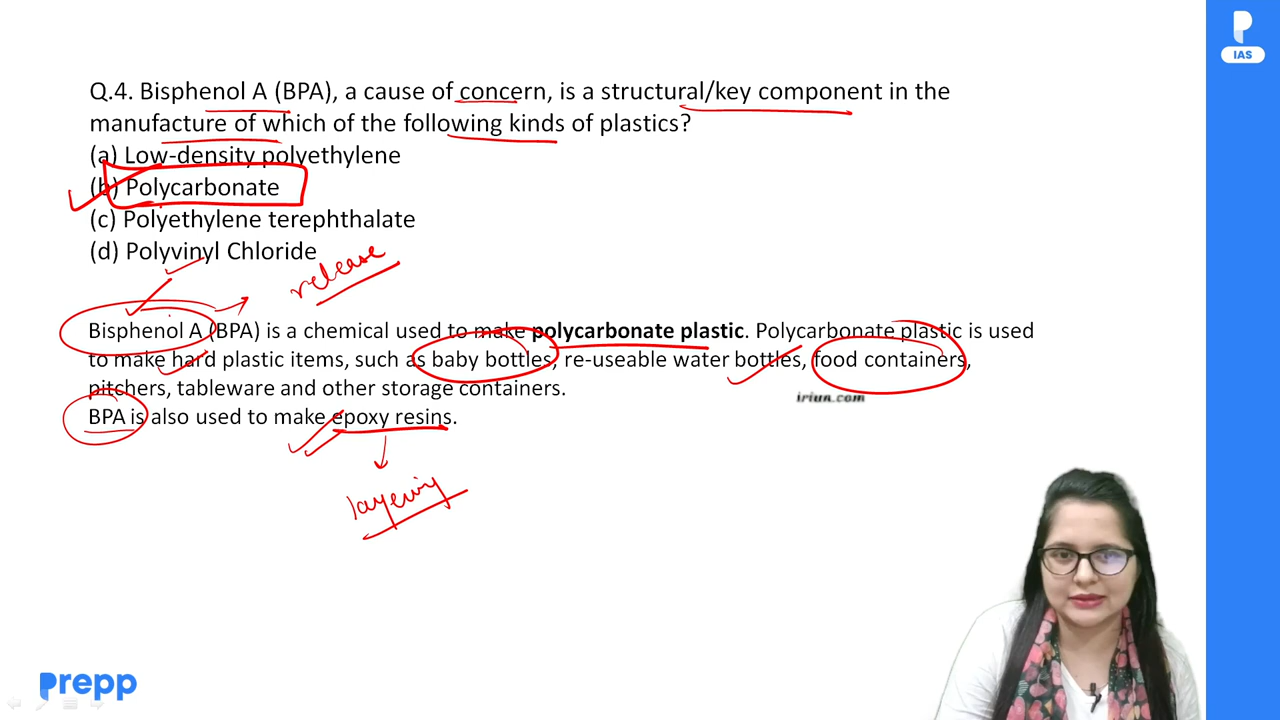 IAS
Q.4. Bisphenol A (BPA), a cause of concern, is a structural/key component in the
manufacture of which of the following kinds of plastics?
(a) Low-density polyethylene
(b) Polycarbonate
(c) Polyethylene terephthalate
(d) Polyvinyl Chloride
release
Bisphenol A (BPA) is a chemical used to make polycarbonate plastic. Polycarbonate plastic is used
to make hard plastic items, such as baby bottles, re-useable water bottles, food containers,
pitchers, tableware and other storage containers.
iriun.com
BPA is also used to make epoxy resins.
layering
Prepp